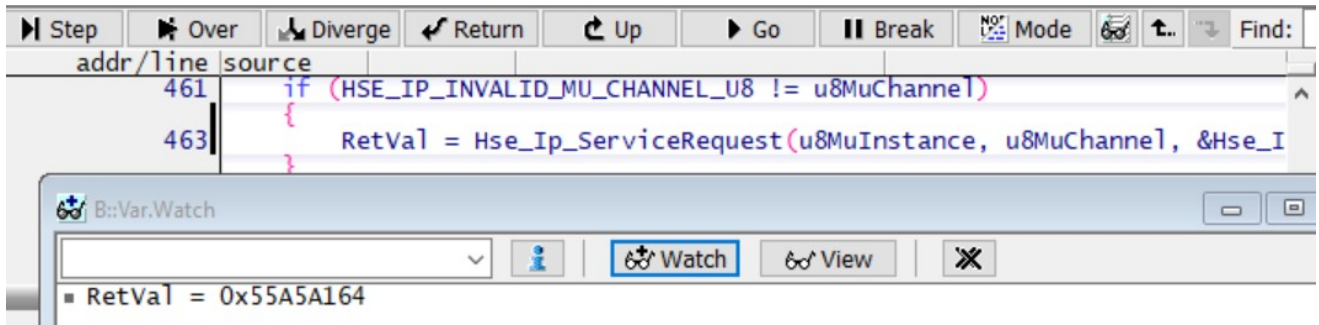 Step Over Diverge Return Up Go Break Mode t.. Find:
addr/line source
461 if (HSE_IP_INVALID_MU_CHANNEL_U8 != u8MuChannel)
{
463 RetVal = Hse_Ip_ServiceRequest(u8MuInstance, u8MuChannel, &Hse_I
}
B::Var.Watch
Watch View
RetVal = 0x55A5A164